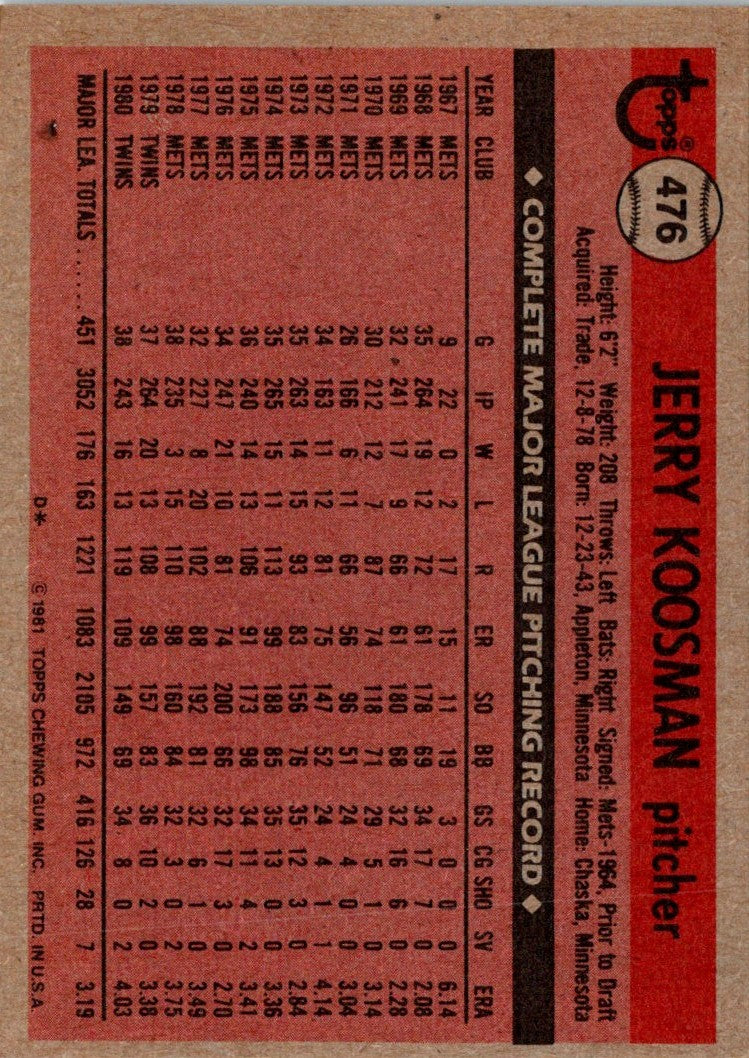 Topps®
476
JERRY KOOSMAN pitcher
Height: 6'2" Weight: 208 Throws: Left Bats: Right Signed: Mets-1964, Prior to Draft
Acquired: Trade, 12-8-78 Born: 12-23-43, Appleton, Minnesota Home: Chaska, Minnesota
◆ COMPLETE MAJOR LEAGUE PITCHING RECORD ◆
YEAR CLUB G IP W L R ER SO BB GS CG SHO SV ERA
1967 METS 9 22 0 2 17 15 11 19 3 0 0 0 6.14
1968 METS 35 264 19 12 72 61 178 69 34 17 7 0 2.08
1969 METS 32 241 17 9 66 61 180 68 32 16 6 0 2.28
1970 METS 30 212 12 7 87 74 118 71 29 5 1 0 3.14
1971 METS 26 166 6 11 66 56 96 51 24 4 0 0 3.04
1972 METS 34 163 11 12 81 75 147 52 24 4 1 1 4.14
1973 METS 35 263 14 15 93 83 156 76 35 12 3 0 2.84
1974 METS 35 265 15 11 113 99 188 85 35 13 0 0 3.36
1975 METS 36 240 14 13 106 91 173 98 34 11 4 2 3.41
1976 METS 34 247 21 10 81 74 200 66 32 17 3 0 2.70
1977 METS 32 227 8 20 102 88 192 81 32 6 1 0 3.49
1978 METS 38 235 3 15 110 98 160 84 32 3 0 2 3.75
1979 TWINS 37 264 20 13 108 99 157 83 36 10 2 0 3.38
1980 TWINS 38 243 16 13 119 109 149 69 34 8 0 2 4.03
MAJOR LEA. TOTALS ...... 451 3052 176 163 1221 1083 2105 972 416 126 28 7 3.19
D* © 1981 TOPPS CHEWING GUM, INC. PRTD. IN U.S.A.